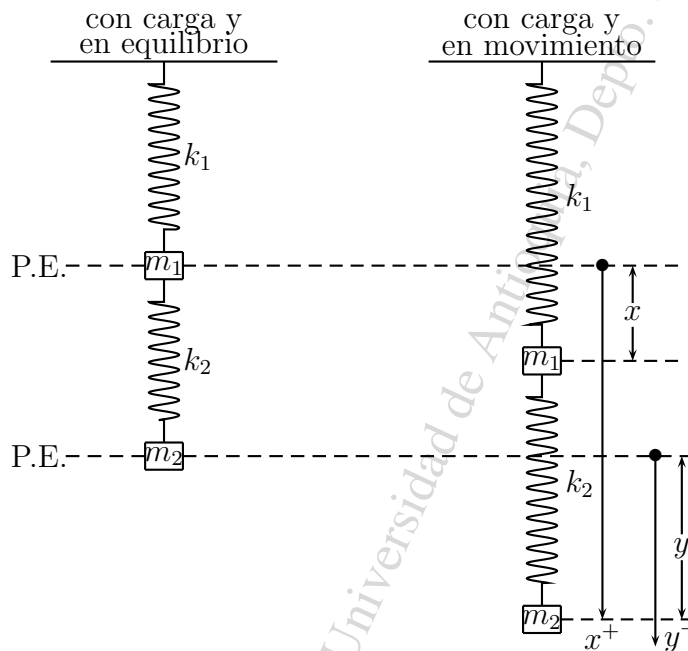 con carga y
en equilibrio
con carga y
en movimiento
k₁
k₁
P.E.
m₁
x
m₁
k₂
P.E.
m₂
k₂
y
m₂
x⁺
y⁺
Universidad de Antioquia, Depto.